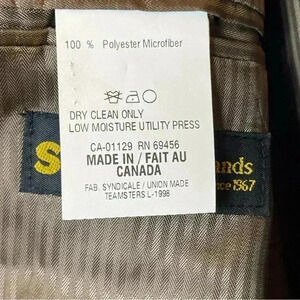 100 % Polyester Microfiber
DRY CLEAN ONLY
LOW MOISTURE UTILITY PRESS
CA-01129 RN 69456
MADE IN / FAIT AU
CANADA
FAB. SYNDICALE / UNION MADE
TEAMSTERS L-1998
S
ands
ce 1967